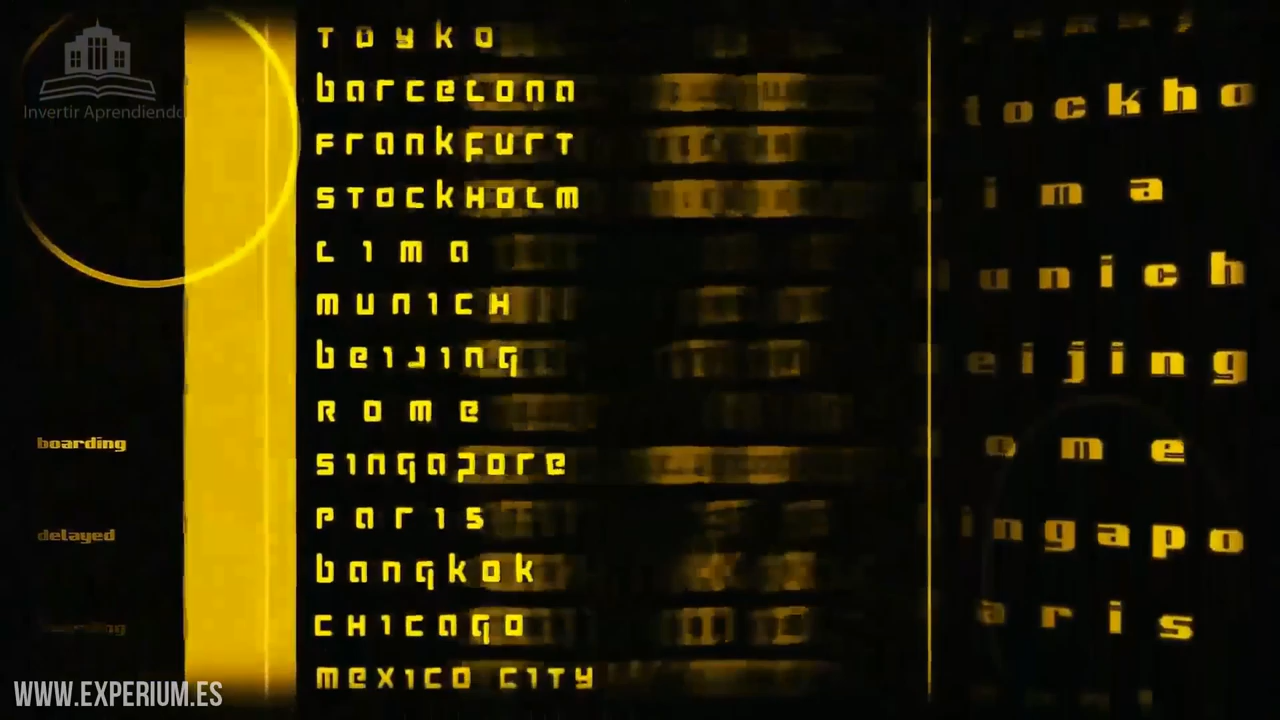 Invertir Aprendiendo
TOYKO
barcelona
Frankfurt
STOCKHOLM
LIMA
MUNICH
beijing
ROMe
singapore
Paris
bangkok
CHICAGO
MEXICO CITY
tockho
ima
unich
eijing
ome
ingapo
aris
boarding
delayed
boarding
WWW.EXPERIUM.ES